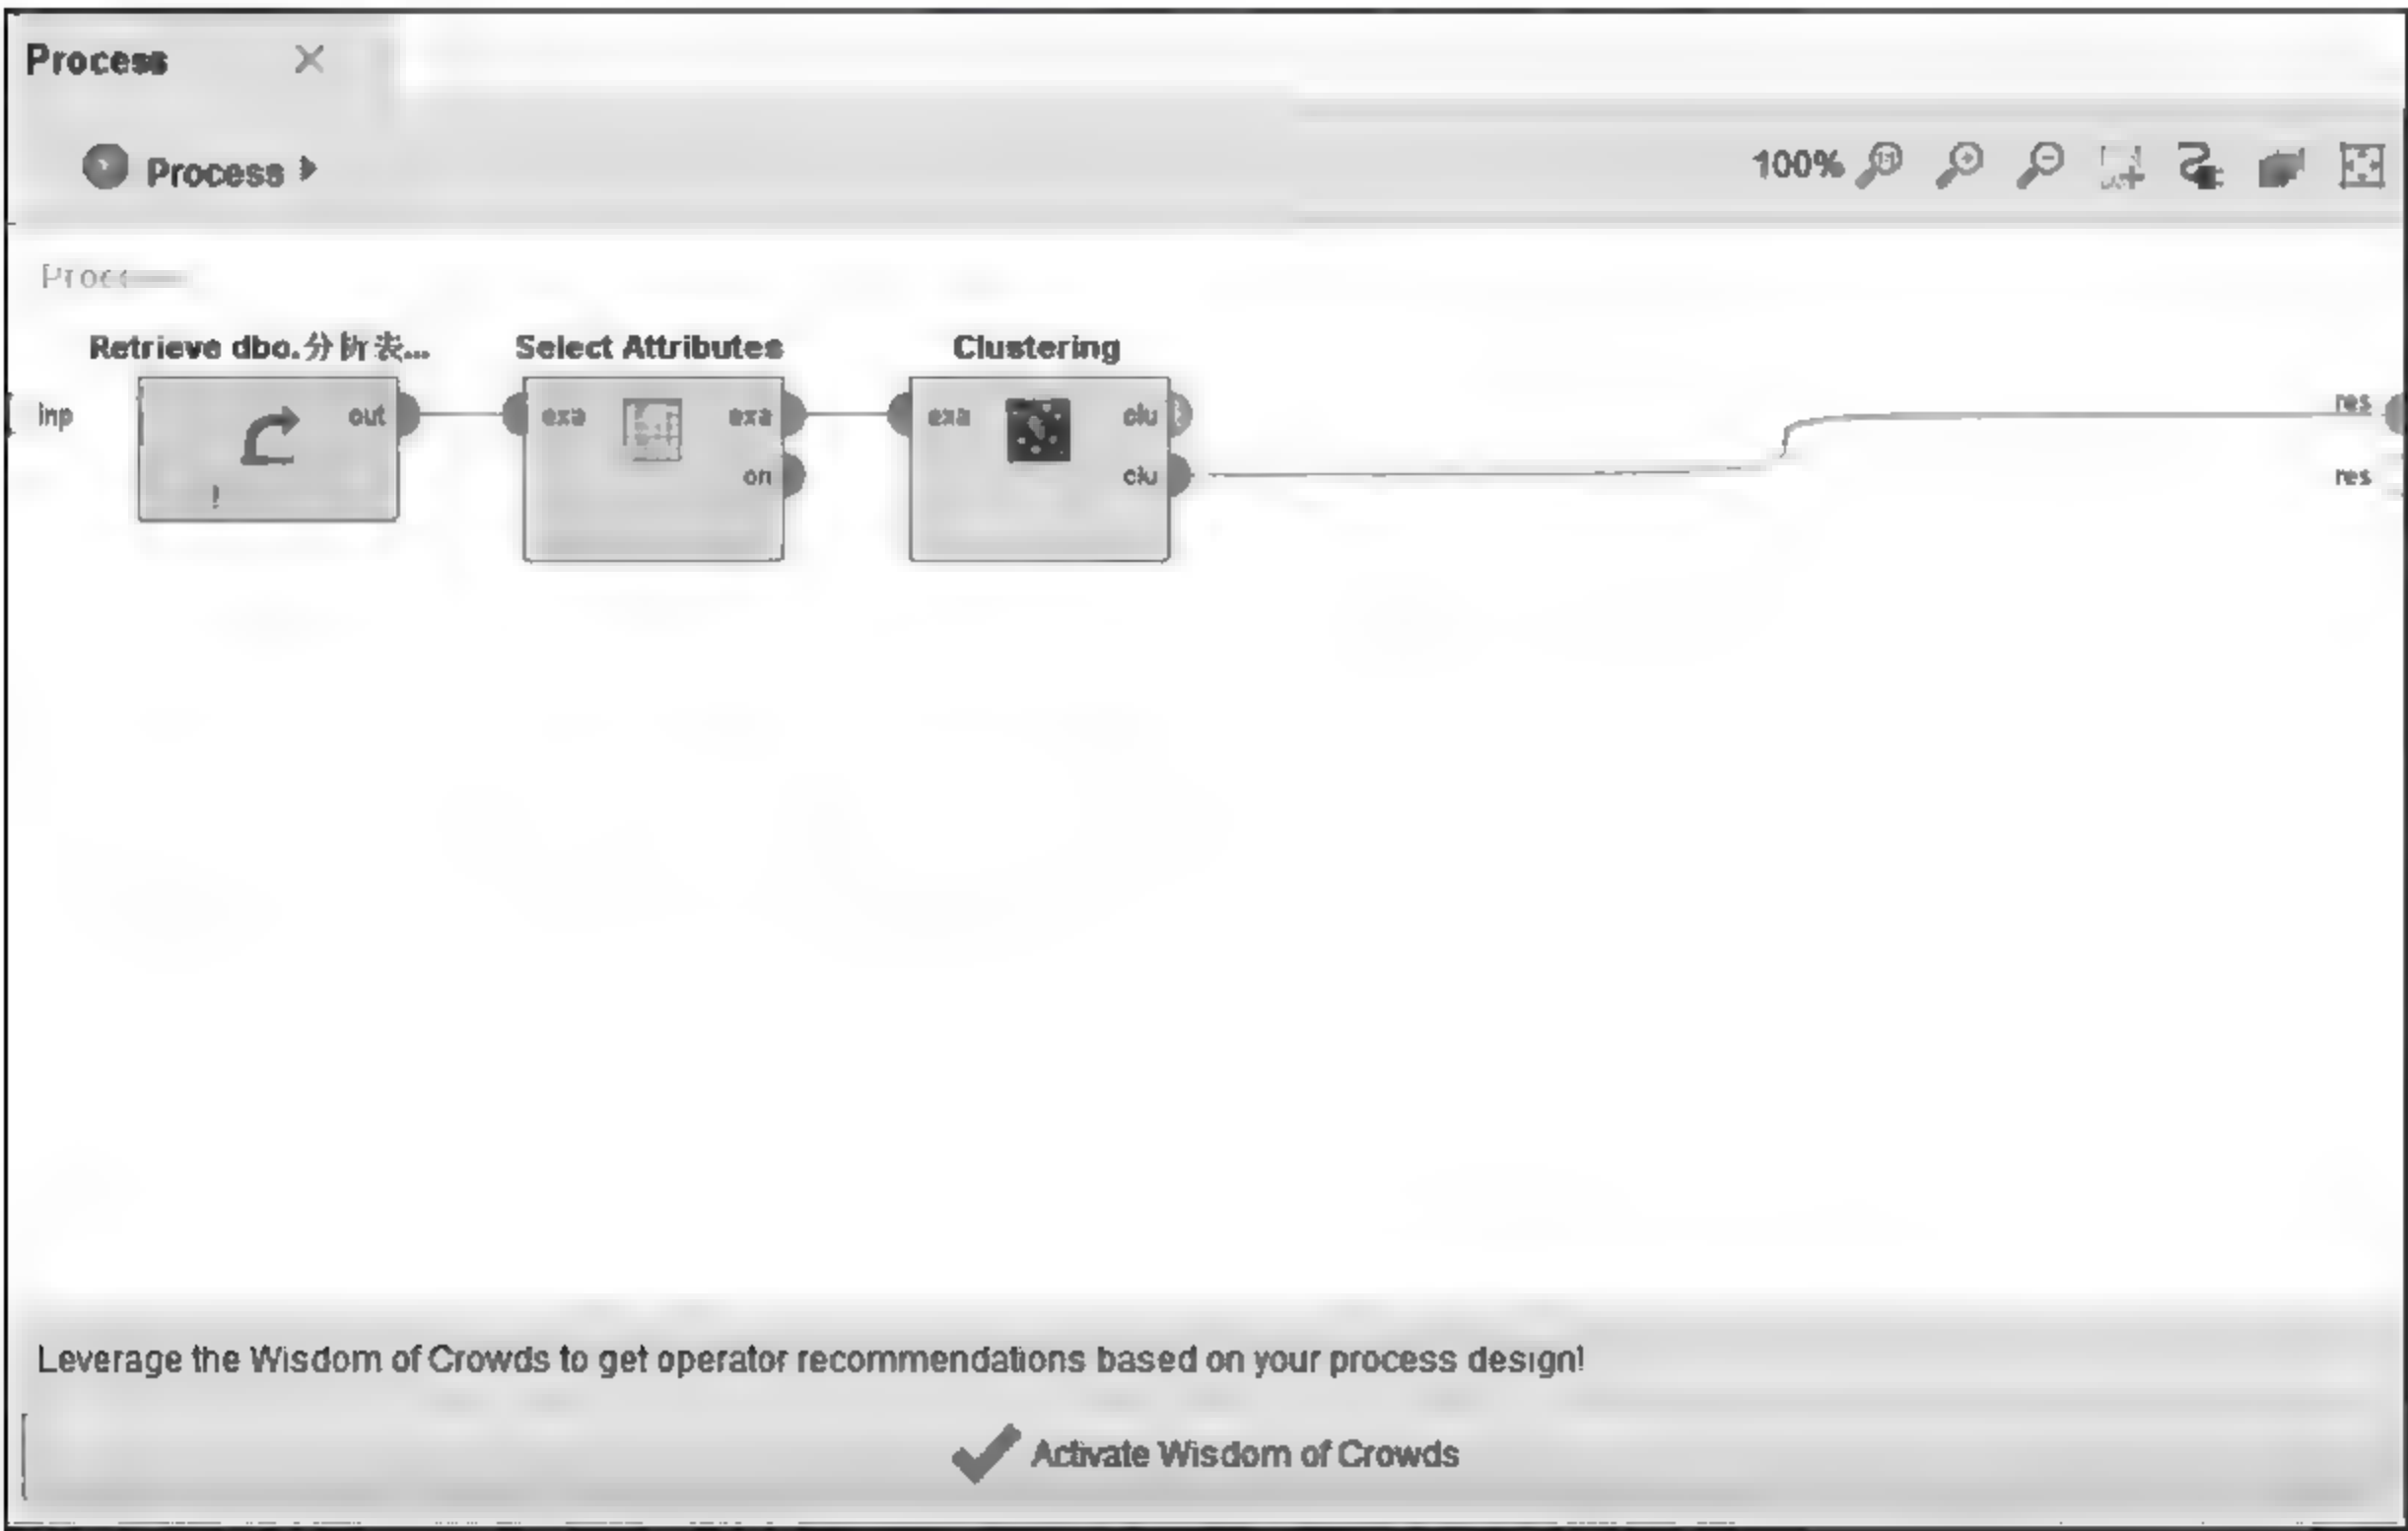 Process
Process
100%
Retrieve dbo.分析表... Select Attributes Clustering
inp out exa exa exa clu res
ori clu res
Leverage the Wisdom of Crowds to get operator recommendations based on your process design!
Activate Wisdom of Crowds